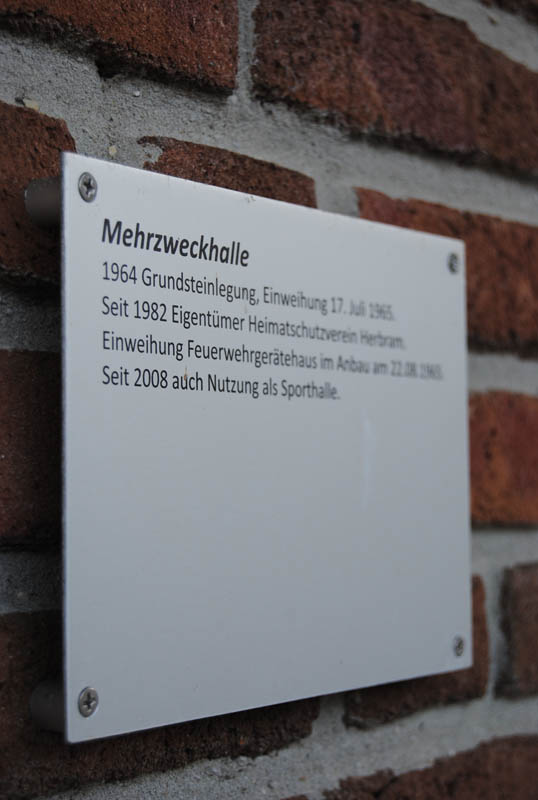 Mehrzweckhalle
1964 Grundsteinlegung, Einweihung 17. Juli 1965.
Seit 1982 Eigentümer Heimatschutzverein Herbram.
Einweihung Feuerwehrgerätehaus im Anbau am 22.08.1965.
Seit 2008 auch Nutzung als Sporthalle.